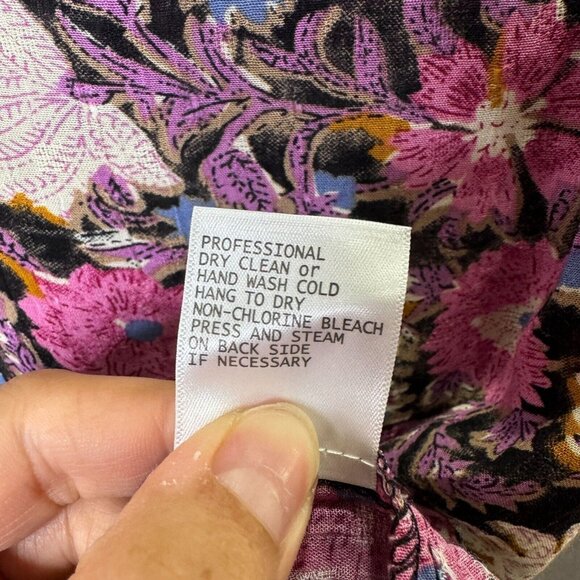 PROFESSIONAL
DRY CLEAN or
HAND WASH COLD
HANG TO DRY
NON-CHLORINE BLEACH
PRESS AND STEAM
ON BACK SIDE
IF NECESSARY